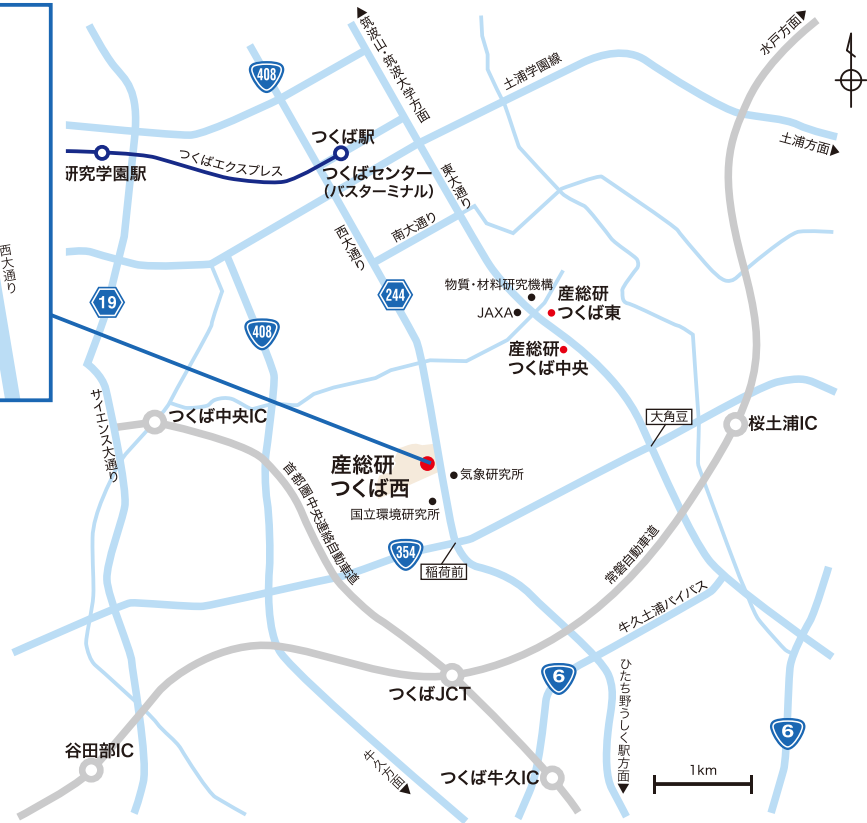 筑波山・筑波大学方面
水戸方面
408
土浦学園線
つくば駅
つくばエクスプレス
研究学園駅
つくばセンター
(バスターミナル)
東大通り
土浦方面
西大通り
南大通り
西大通り
244
19
408
物質・材料研究機構
JAXA
産総研
つくば東
産総研
つくば中央
サイエンス大通り
つくば中央IC
大角豆
桜土浦IC
首都圏中央連絡自動車道
産総研
つくば西
気象研究所
国立環境研究所
354
稲荷前
常磐自動車道
牛久土浦バイパス
6
つくばJCT
ひたち野うしく駅方面
6
谷田部IC
牛久方面
つくば牛久IC
1km